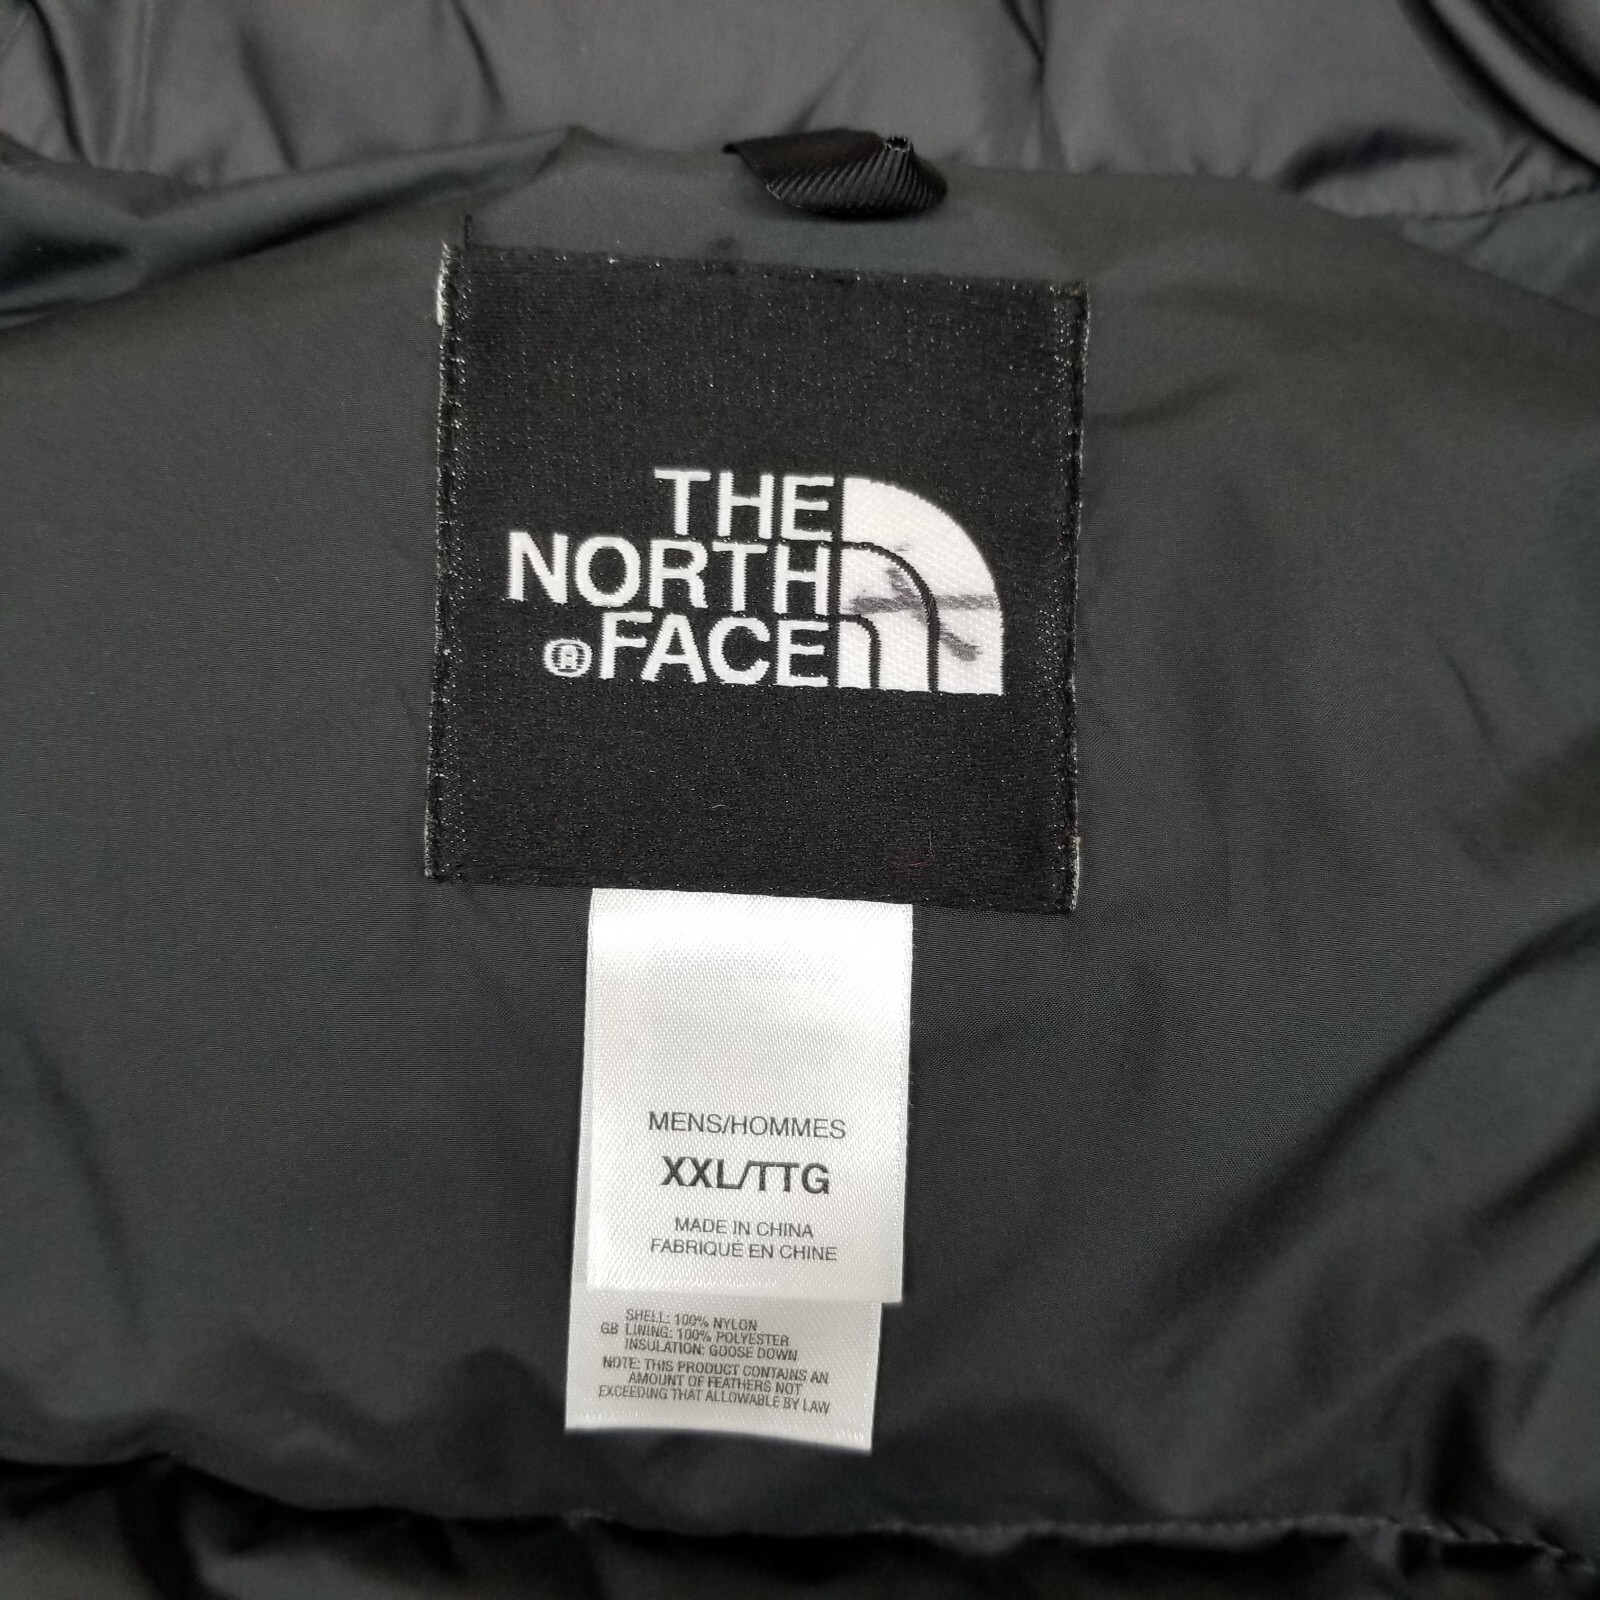 THE
NORTH
® FACE
MENS/HOMMES
XXL/TTG
MADE IN CHINA
FABRIQUÉ EN CHINE
SHELL: 100% NYLON
GB LINING: 100% POLYESTER
INSULATION: GOOSE DOWN
NOTE: THIS PRODUCT CONTAINS AN
AMOUNT OF FEATHERS NOT
EXCEEDING THAT ALLOWABLE BY LAW